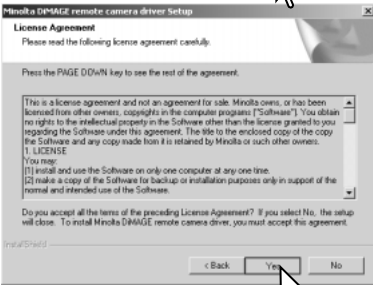 Minolta DiMAGE remote camera driver Setup
License Agreement
Please read the following license agreement carefully.
Press the PAGE DOWN key to see the rest of the agreement.
This is a license agreement and not an agreement for sale. Minolta owns, or has been
licensed from other owners, copyrights in the computer programs ["Software"]. You obtain
no rights to the intellectual property in the Software other than the license granted to you
regarding the Software under this agreement. The title to the enclosed copy of the copy
the Software and any copy made from it is retained by Minolta or such other owners.
1. LICENSE
You may:
[1] install and use the Software on only one computer at any one time.
[2] make a copy of the Software for backup or installation purposes only in support of the
normal and intended use of the Software.
Do you accept all the terms of the preceding License Agreement? If you select No, the setup
will close. To install Minolta DiMAGE remote camera driver, you must accept this agreement.
InstallShield
< Back Yes No